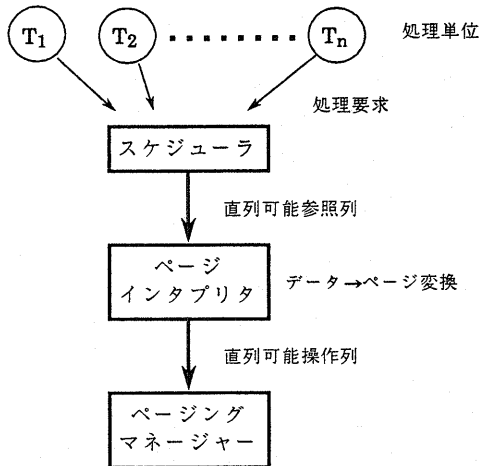 T1 T2 ・・・・・・・・ Tn 処理単位
処理要求
スケジューラ
直列可能参照列
ページ
インタプリタ データ→ページ変換
直列可能操作列
ページング
マネージャー